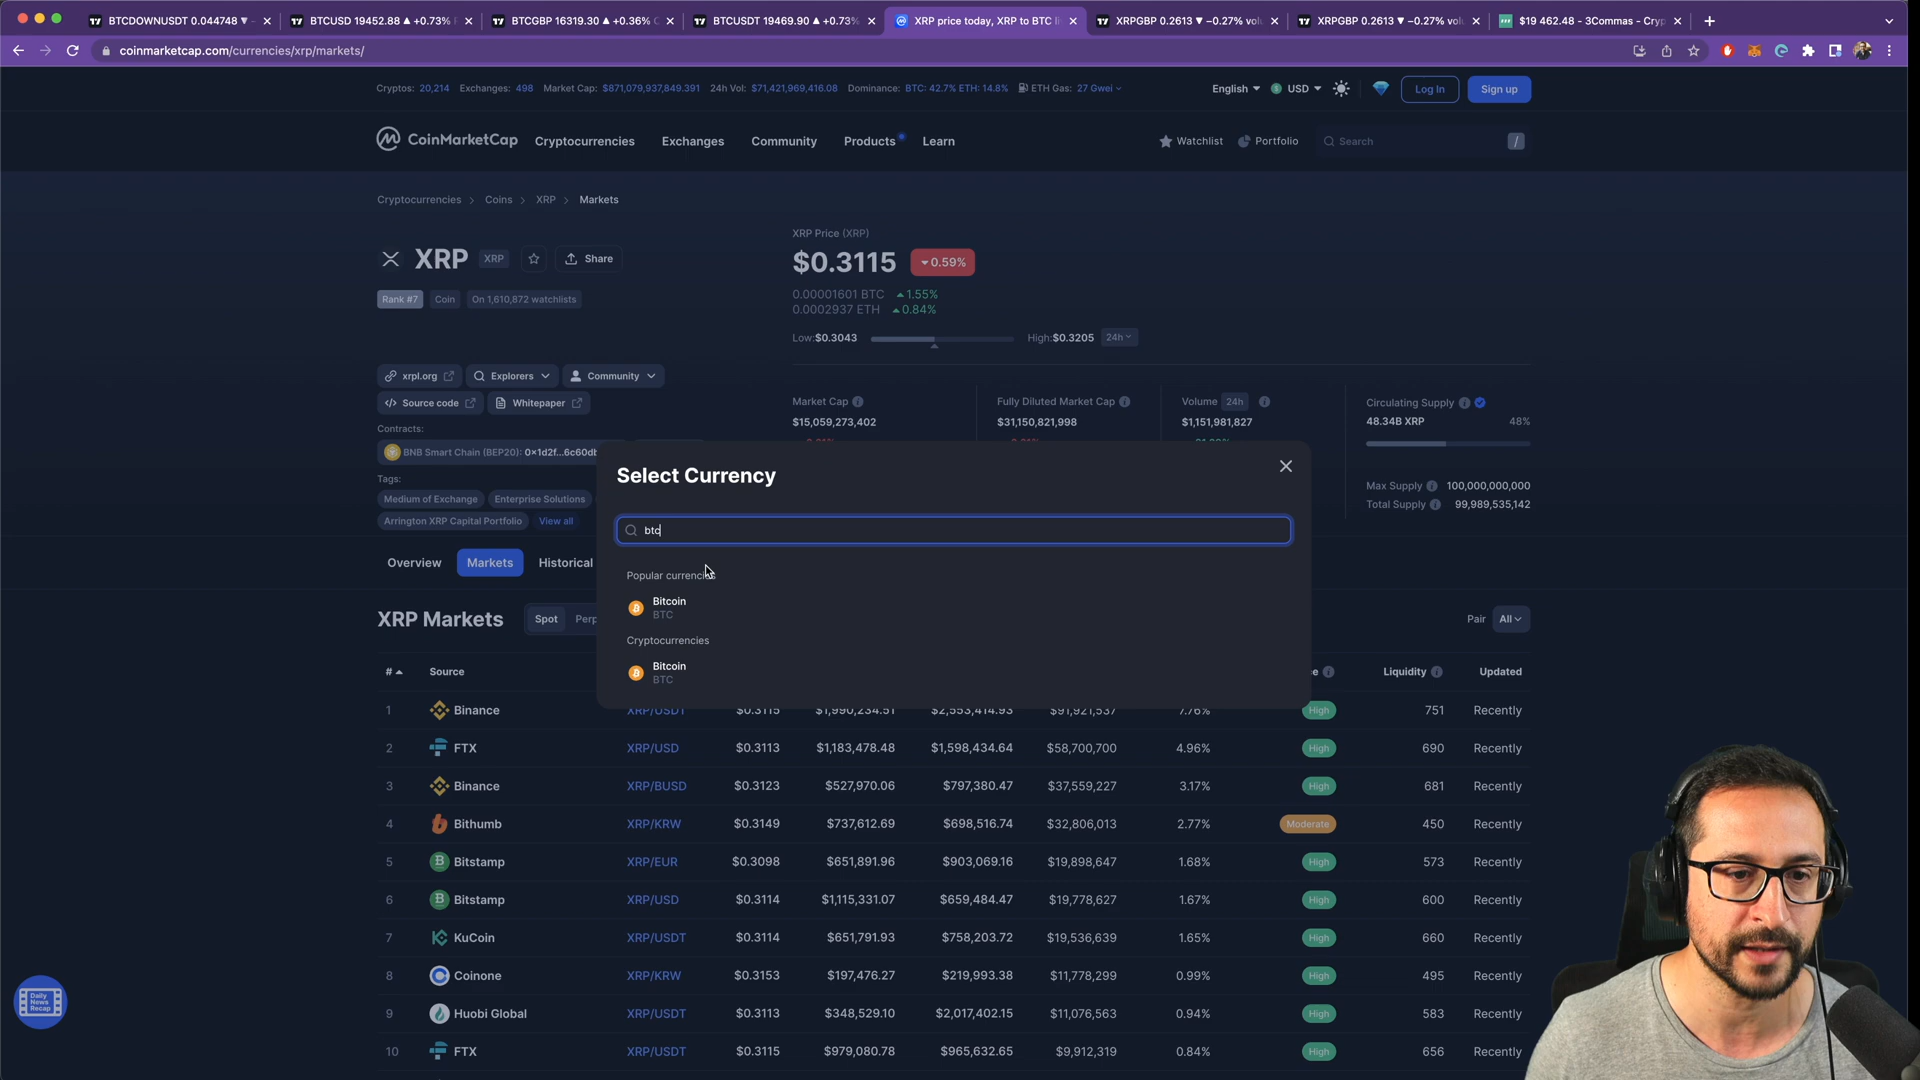 BTCDOWNUSDT 0.044748 ▼ -
BTCUSD 19452.88 ▲ +0.73%
BTCGBP 16319.30 ▲ +0.36%
BTCUSDT 19469.90 ▲ +0.73%
XRP price today, XRP to BTC li
XRPGBP 0.2613 ▼ −0.27% vol
XRPGBP 0.2613 ▼ −0.27% vol
$19 462.48 - 3Commas - Cryp
coinmarketcap.com/currencies/xrp/markets/
Cryptos: 20,214 Exchanges: 498 Market Cap: $871,079,937,849.391 24h Vol: $71,421,969,416.08 Dominance: BTC: 42.7% ETH: 14.8% ETH Gas: 27 Gwei
English USD Log In Sign up
CoinMarketCap Cryptocurrencies Exchanges Community Products Learn Watchlist Portfolio Search /
Cryptocurrencies > Coins > XRP > Markets
XRP XRP Share
Rank #7 Coin On 1,610,872 watchlists
XRP Price (XRP)
$0.3115 0.59%
0.00001601 BTC 1.55%
0.0002937 ETH 0.84%
Low:$0.3043 High:$0.3205 24h
xrpl.org Explorers Community
Source code Whitepaper
Contracts:
BNB Smart Chain (BEP20): 0x1d2f...6c60db
Tags:
Medium of Exchange Enterprise Solutions
Arrington XRP Capital Portfolio View all
Market Cap
$15,059,273,402
Fully Diluted Market Cap
$31,150,821,998
Volume 24h
$1,151,981,827
Circulating Supply
48.34B XRP 48%
Max Supply 100,000,000,000
Total Supply 99,989,535,142
Select Currency
btc
Popular currencies
Bitcoin
BTC
Cryptocurrencies
Bitcoin
BTC
Overview Markets Historical
XRP Markets Spot Perp Pair All
# Source Liquidity Updated
1 Binance XRP/USDT $0.3115 $1,990,234.51 $2,553,414.93 $91,921,537 7.76% High 751 Recently
2 FTX XRP/USD $0.3113 $1,183,478.48 $1,598,434.64 $58,700,700 4.96% High 690 Recently
3 Binance XRP/BUSD $0.3123 $527,970.06 $797,380.47 $37,559,227 3.17% High 681 Recently
4 Bithumb XRP/KRW $0.3149 $737,612.69 $698,516.74 $32,806,013 2.77% Moderate 450 Recently
5 Bitstamp XRP/EUR $0.3098 $651,891.96 $903,069.16 $19,898,647 1.68% High 573 Recently
6 Bitstamp XRP/USD $0.3114 $1,115,331.07 $659,484.47 $19,778,627 1.67% High 600 Recently
7 KuCoin XRP/USDT $0.3114 $651,791.93 $758,203.72 $19,536,639 1.65% High 660 Recently
8 Coinone XRP/KRW $0.3153 $197,476.27 $219,993.38 $11,778,299 0.99% High 495 Recently
9 Huobi Global XRP/USDT $0.3113 $348,529.10 $2,017,402.15 $11,076,563 0.94% High 583 Recently
10 FTX XRP/USDT $0.3115 $979,080.78 $965,632.65 $9,912,319 0.84% High 656 Recently
Daily
News
Recap